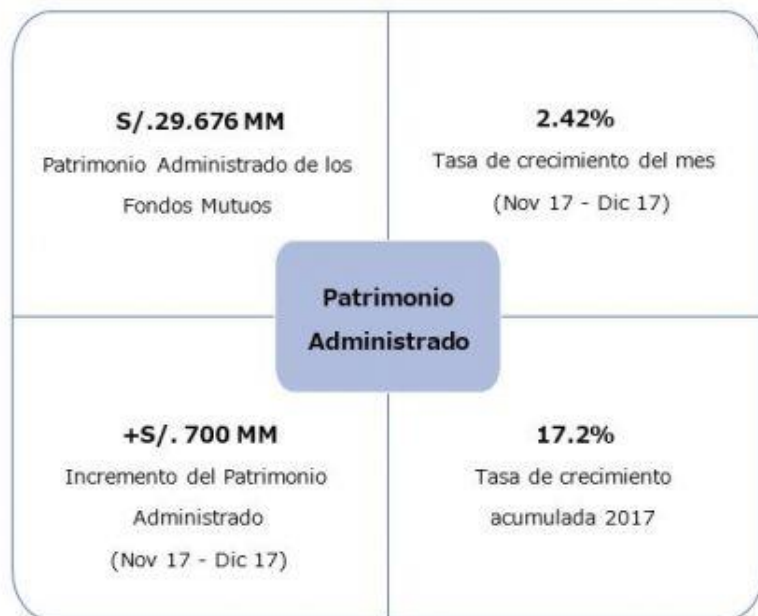 S/.29.676 MM
Patrimonio Administrado de los
Fondos Mutuos
2.42%
Tasa de crecimiento del mes
(Nov 17 - Dic 17)
Patrimonio
Administrado
+S/. 700 MM
Incremento del Patrimonio
Administrado
(Nov 17 - Dic 17)
17.2%
Tasa de crecimiento
acumulada 2017